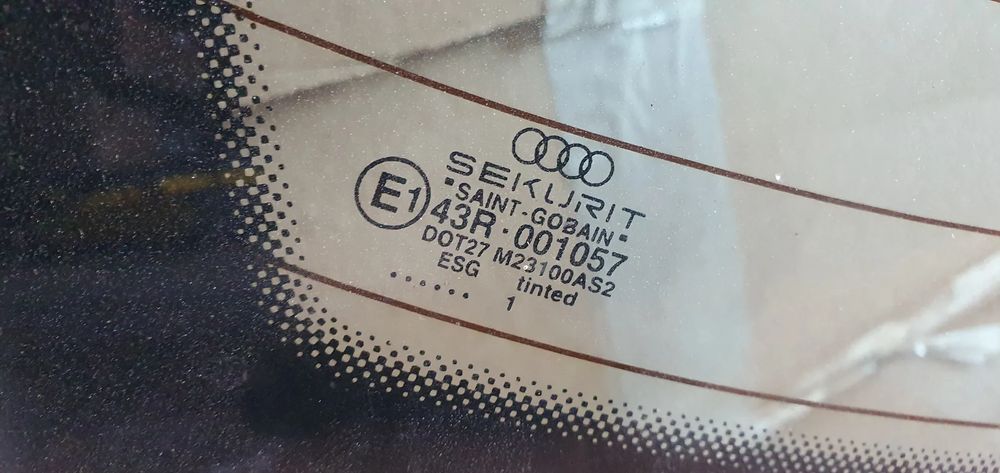 SEKURIT
SAINT-GOBAIN
E1
43R-001057
DOT27 M23100AS2
ESG tinted
...... 1